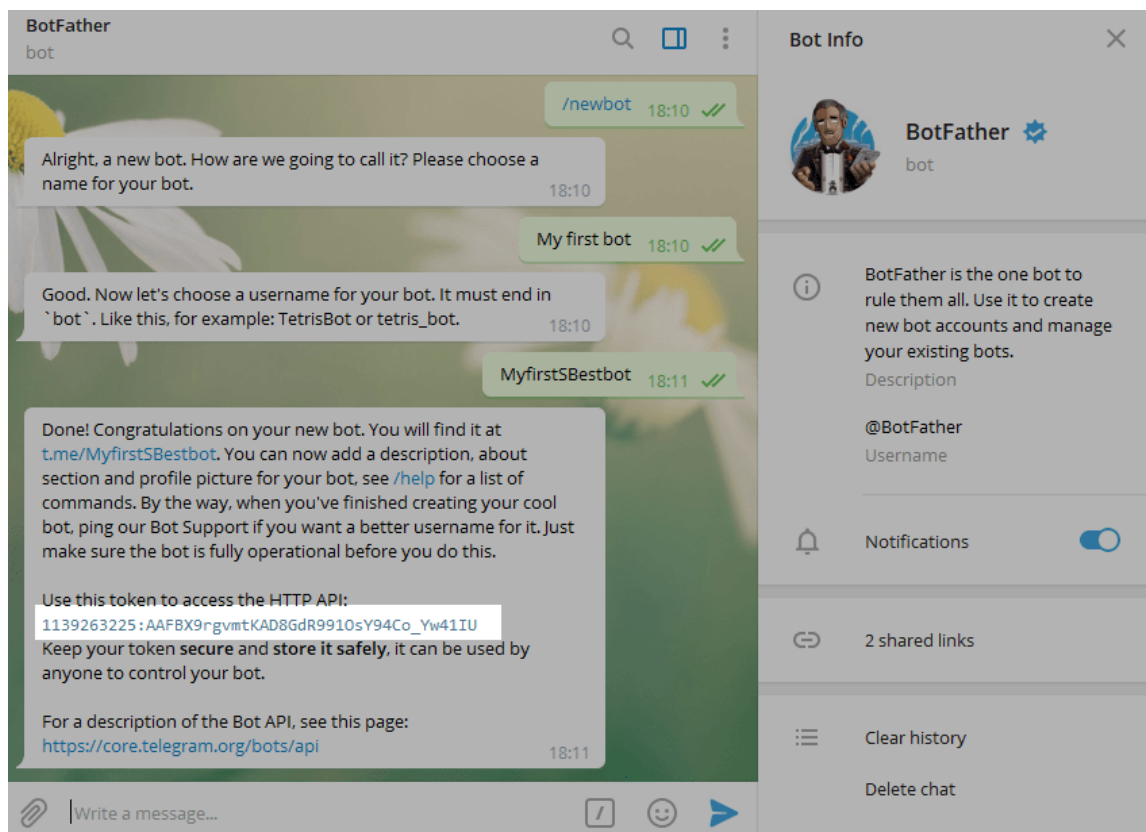 BotFather
bot
/newbot 18:10
Alright, a new bot. How are we going to call it? Please choose a
name for your bot.
18:10
My first bot 18:10
Good. Now let's choose a username for your bot. It must end in
`bot`. Like this, for example: TetrisBot or tetris_bot.
18:10
MyfirstSBestbot 18:11
Done! Congratulations on your new bot. You will find it at
t.me/MyfirstSBestbot. You can now add a description, about
section and profile picture for your bot, see /help for a list of
commands. By the way, when you've finished creating your cool
bot, ping our Bot Support if you want a better username for it. Just
make sure the bot is fully operational before you do this.
Use this token to access the HTTP API:
1139263225:AAFBX9rgvmtKAD8GdR991OsY94Co_Yw41IU
Keep your token secure and store it safely, it can be used by
anyone to control your bot.
For a description of the Bot API, see this page:
https://core.telegram.org/bots/api
18:11
Write a message...
Bot Info
BotFather
bot
BotFather is the one bot to
rule them all. Use it to create
new bot accounts and manage
your existing bots.
Description
@BotFather
Username
Notifications
2 shared links
Clear history
Delete chat